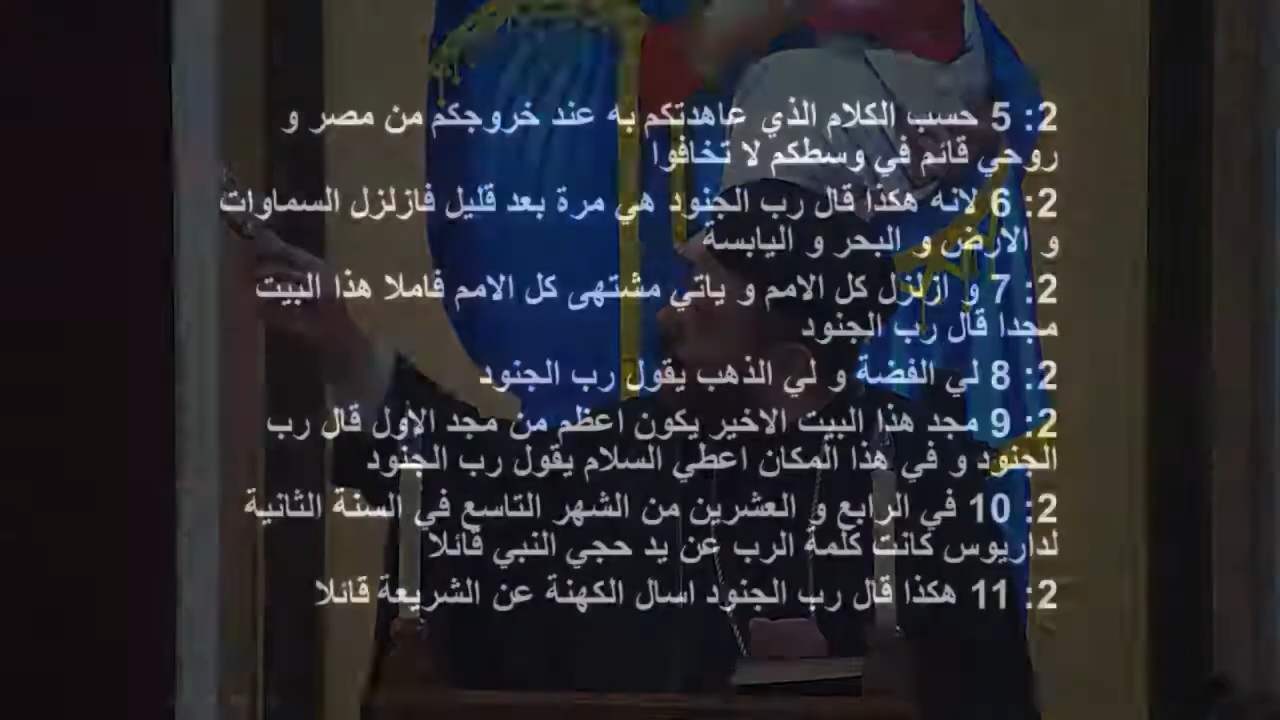 2: 5 حسب الكلام الذي عاهدتكم به عند خروجكم من مصر و
روحي قائم في وسطكم لا تخافوا
2: 6 لانه هكذا قال رب الجنود هي مرة بعد قليل فازلزل السماوات
و الارض و البحر و اليابسة
2: 7 و ازلزل كل الامم و ياتي مشتهى كل الامم فاملا هذا البيت
مجدا قال رب الجنود
2: 8 لي الفضة و لي الذهب يقول رب الجنود
2: 9 مجد هذا البيت الاخير يكون اعظم من مجد الاول قال رب
الجنود و في هذا المكان اعطي السلام يقول رب الجنود
2: 10 في الرابع و العشرين من الشهر التاسع في السنة الثانية
لداريوس كانت كلمة الرب عن يد حجي النبي قائلا
2: 11 هكذا قال رب الجنود اسال الكهنة عن الشريعة قائلا